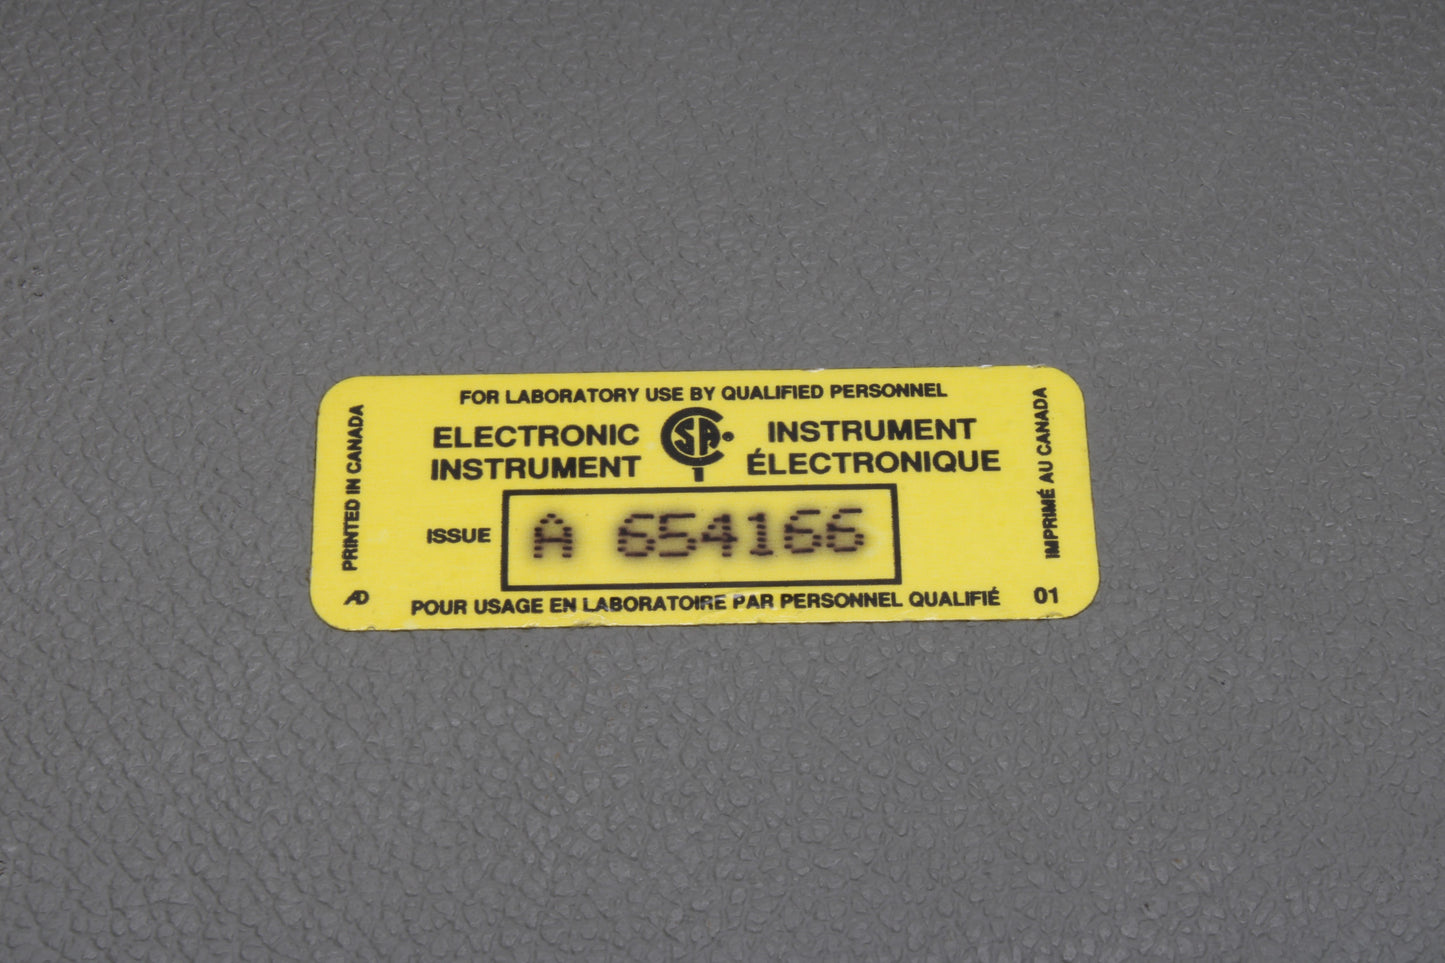 FOR LABORATORY USE BY QUALIFIED PERSONNEL
ELECTRONIC
INSTRUMENT
SA
INSTRUMENT
ÉLECTRONIQUE
ISSUE
A 654166
POUR USAGE EN LABORATOIRE PAR PERSONNEL QUALIFIÉ
PRINTED IN CANADA
AD
IMPRIMÉ AU CANADA
01